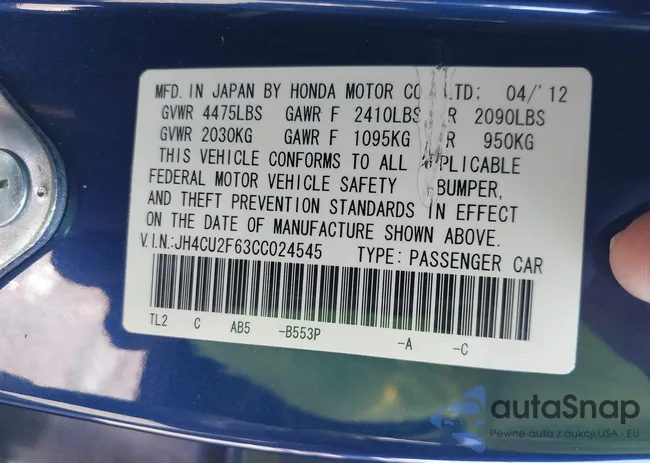 MFD. IN JAPAN BY HONDA MOTOR CO LTD; 04/'12
GVWR 4475LBS GAWR F 2410LBS R 2090LBS
GVWR 2030KG GAWR F 1095KG R 950KG
THIS VEHICLE CONFORMS TO ALL APPLICABLE
FEDERAL MOTOR VEHICLE SAFETY BUMPER,
AND THEFT PREVENTION STANDARDS IN EFFECT
ON THE DATE OF MANUFACTURE SHOWN ABOVE.
V.I.N.:JH4CU2F63CC024545 TYPE: PASSENGER CAR
TL2 C AB5 -B553P -A -C
autaSnap
Pewne auto z aukcji USA · EU